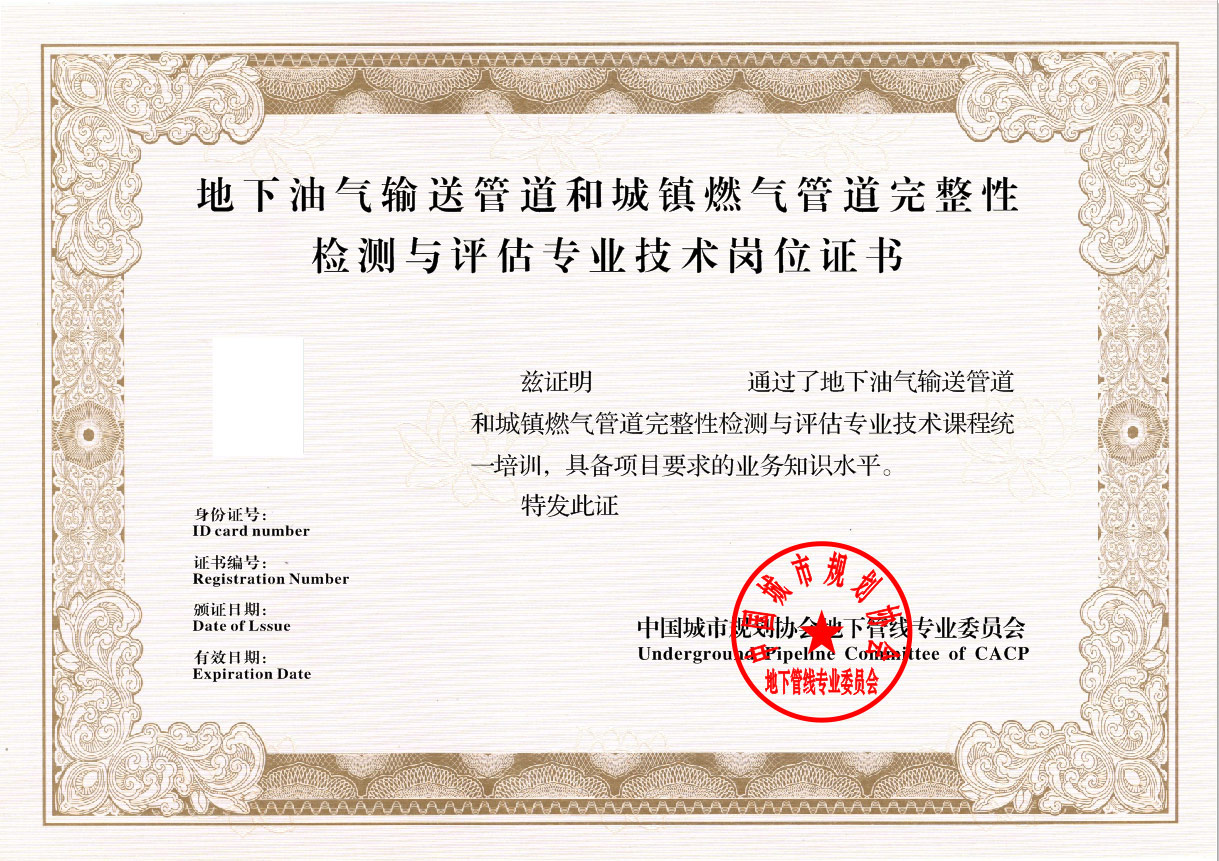 地下油气输送管道和城镇燃气管道完整性
检测与评估专业技术岗位证书
兹证明 通过了地下油气输送管道
和城镇燃气管道完整性检测与评估专业技术课程统
一培训，具备项目要求的业务知识水平。
特发此证
身份证号：
ID card number
证书编号：
Registration Number
颁证日期：
Date of Lssue
有效日期：
Expiration Date
中国城市规划协会地下管线专业委员会
Underground Pipeline Committee of CACP
中国城市规划协会
地下管线专业委员会